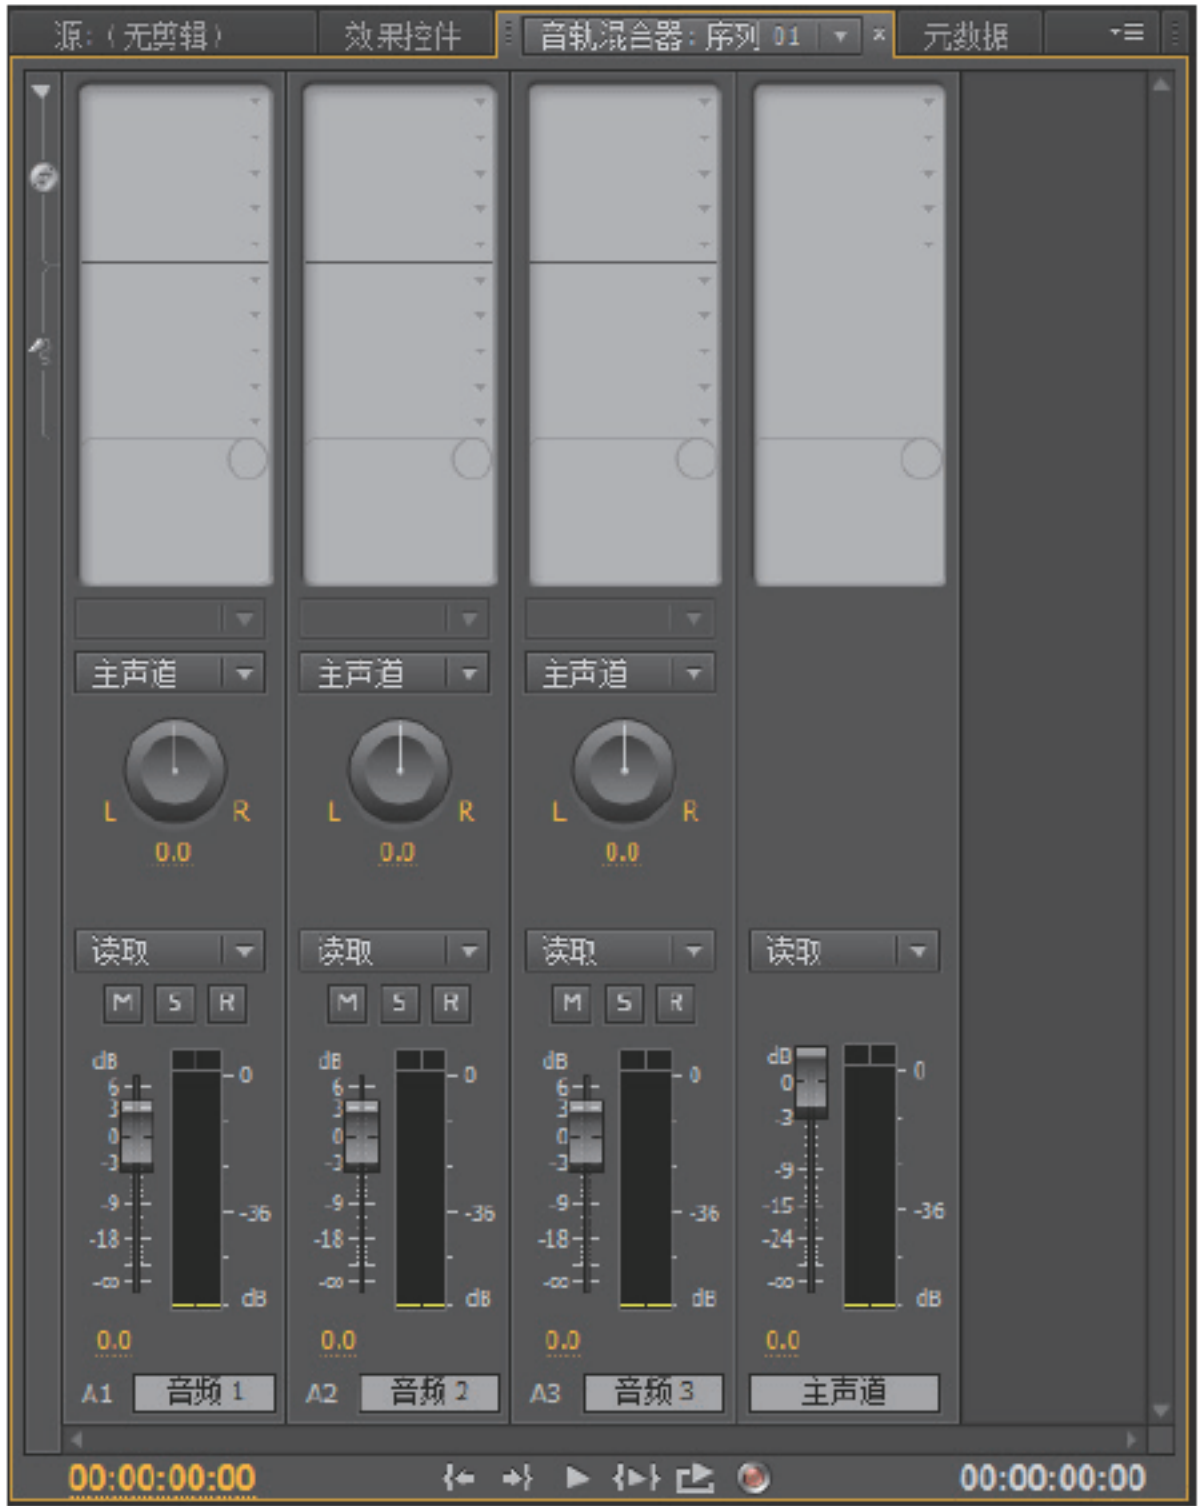 源:（无剪辑） 效果控件 音轨混合器: 序列 01 元数据
主声道 主声道 主声道
L R L R L R
0.0 0.0 0.0
读取 读取 读取 读取
M S R M S R M S R
dB dB dB dB
6 0 6 0 6 0 0 0
3 3 3 -3
0 0 0
-3 -3 -3
-9 -36 -9 -36 -9 -36 -9 -36
-18 -18 -18 -15
-24
-∞ -∞ -∞ -∞
dB dB dB dB
0.0 0.0 0.0 0.0
A1 音频 1 A2 音频 2 A3 音频 3 主声道
00:00:00:00 00:00:00:00